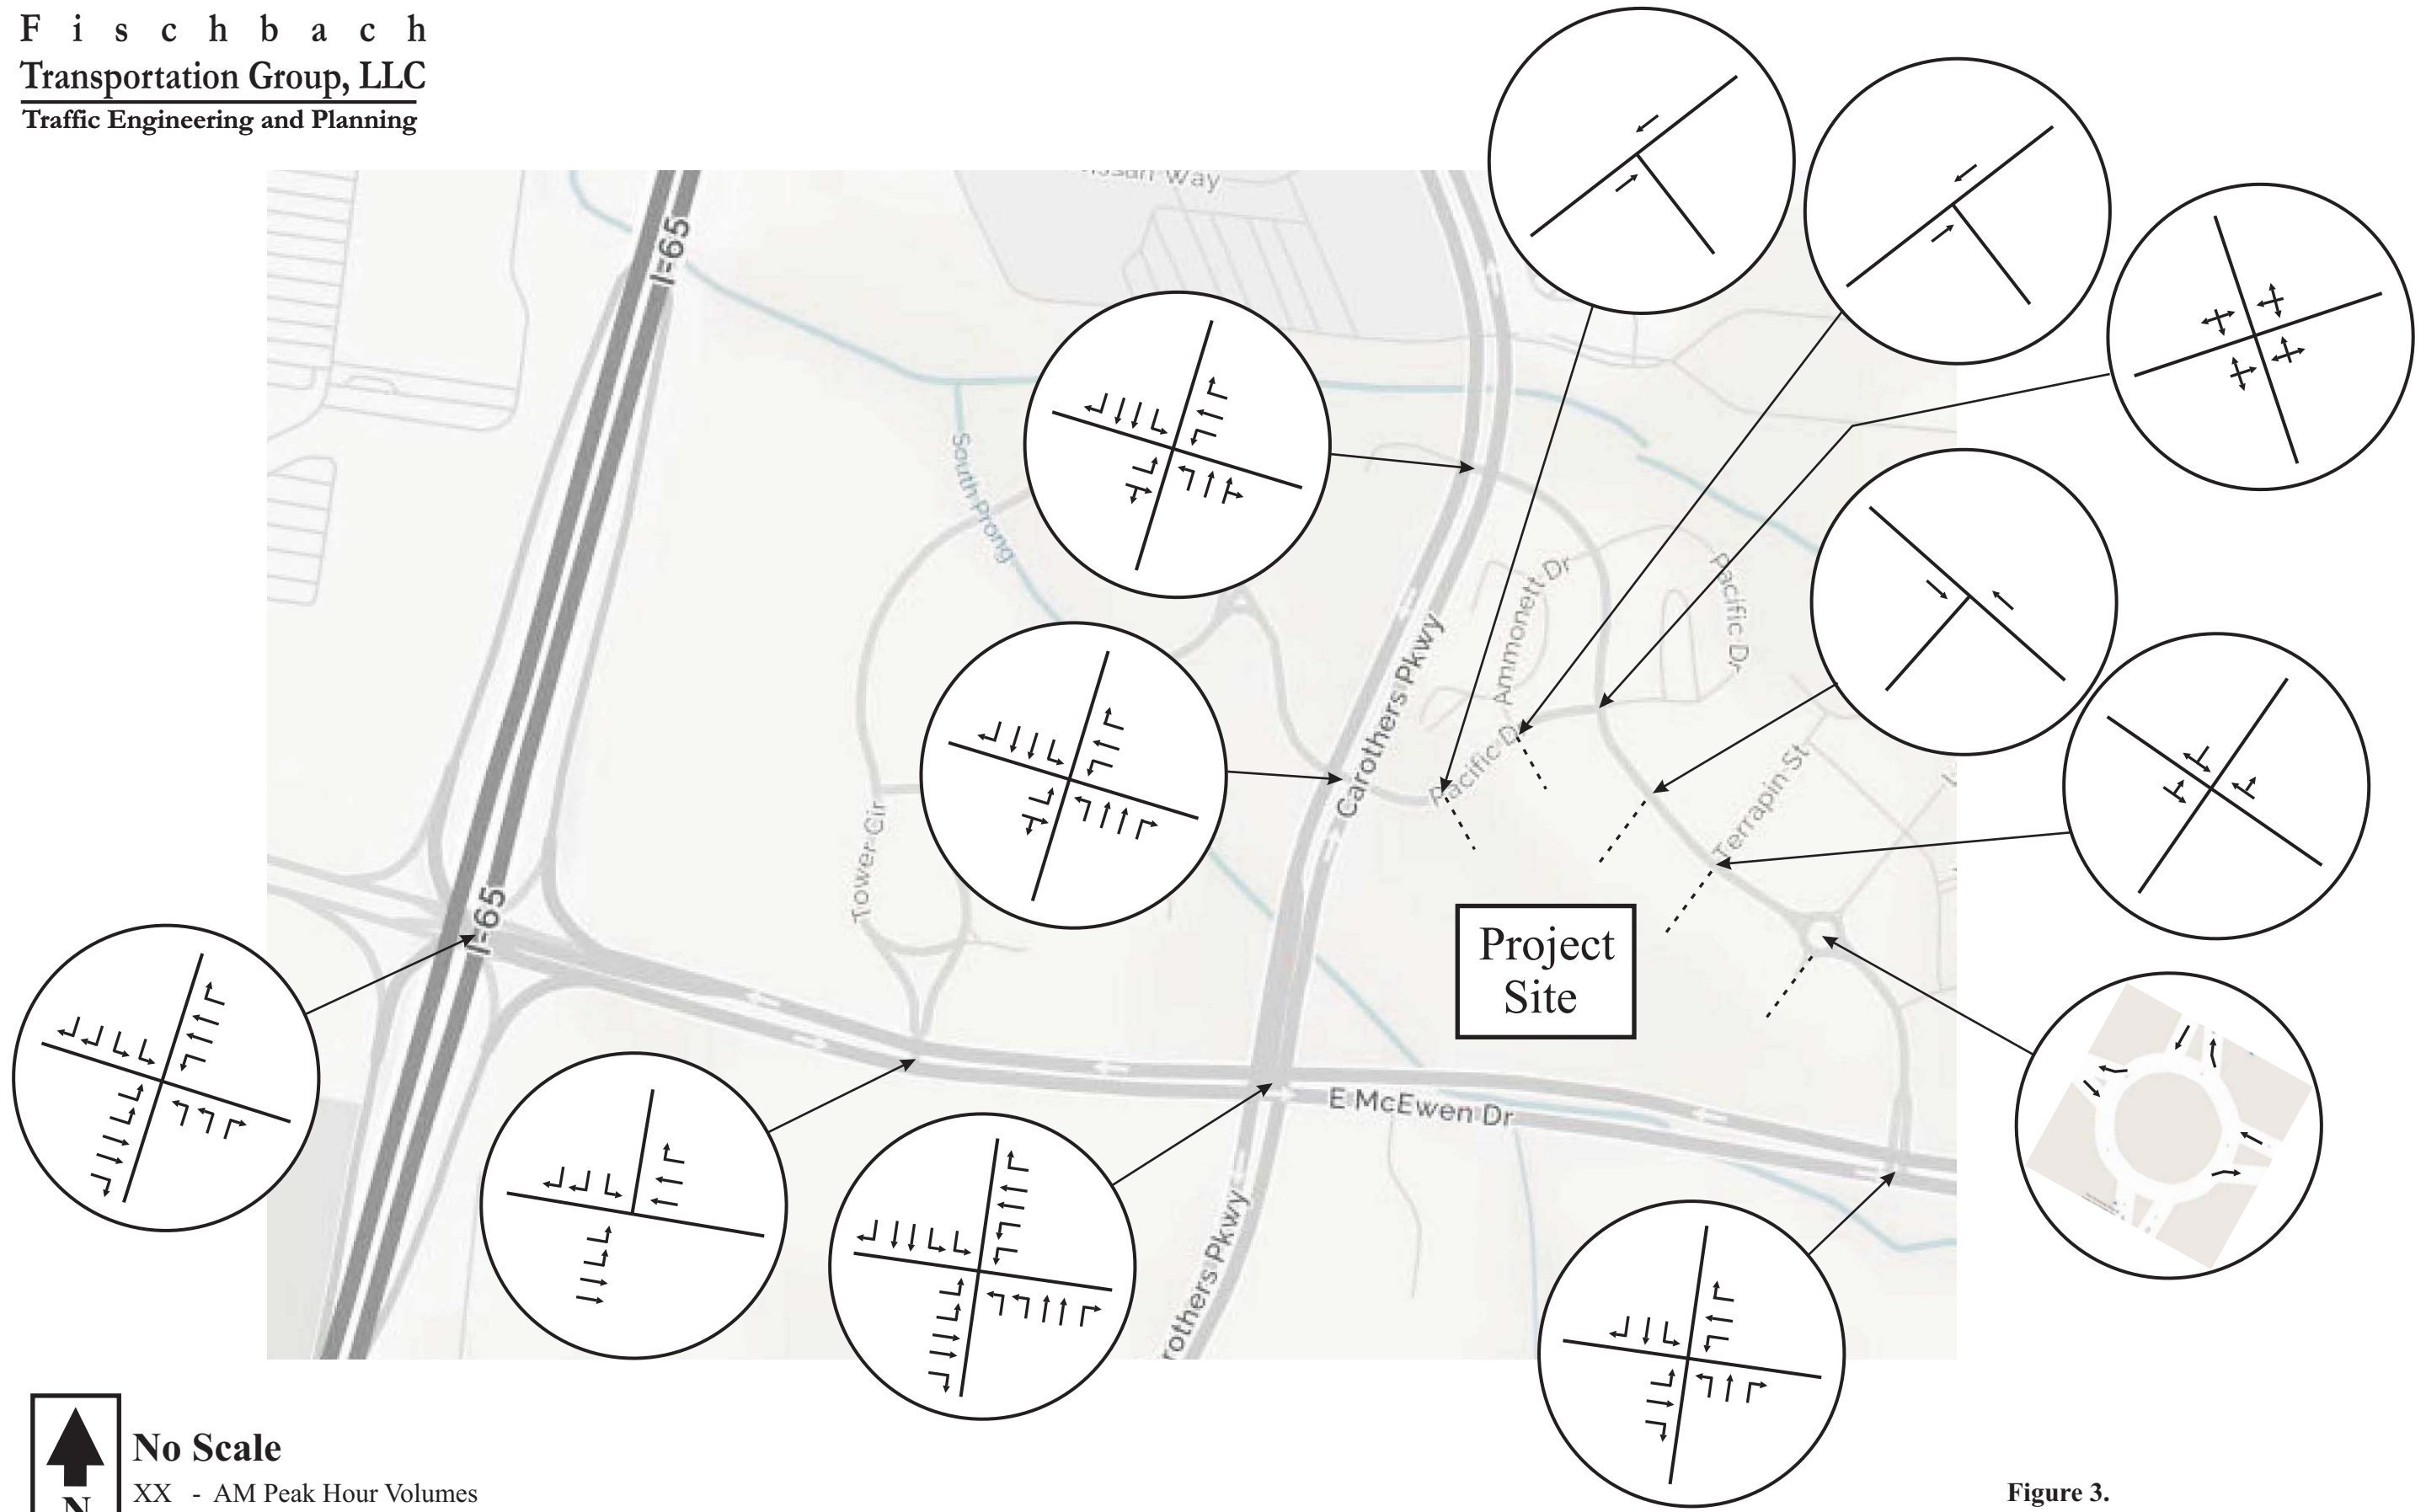 Fischbach
Transportation Group, LLC
Traffic Engineering and Planning
Way
I-65
South Prong
Ammonett Dr
Pacific Dr
Carothers Pkwy
Pacific Dr
Terrapin St
Tower Cir
I-65
Project
Site
E McEwen Dr
rothers Pkwy
No Scale
N
XX - AM Peak Hour Volumes
Figure 3.